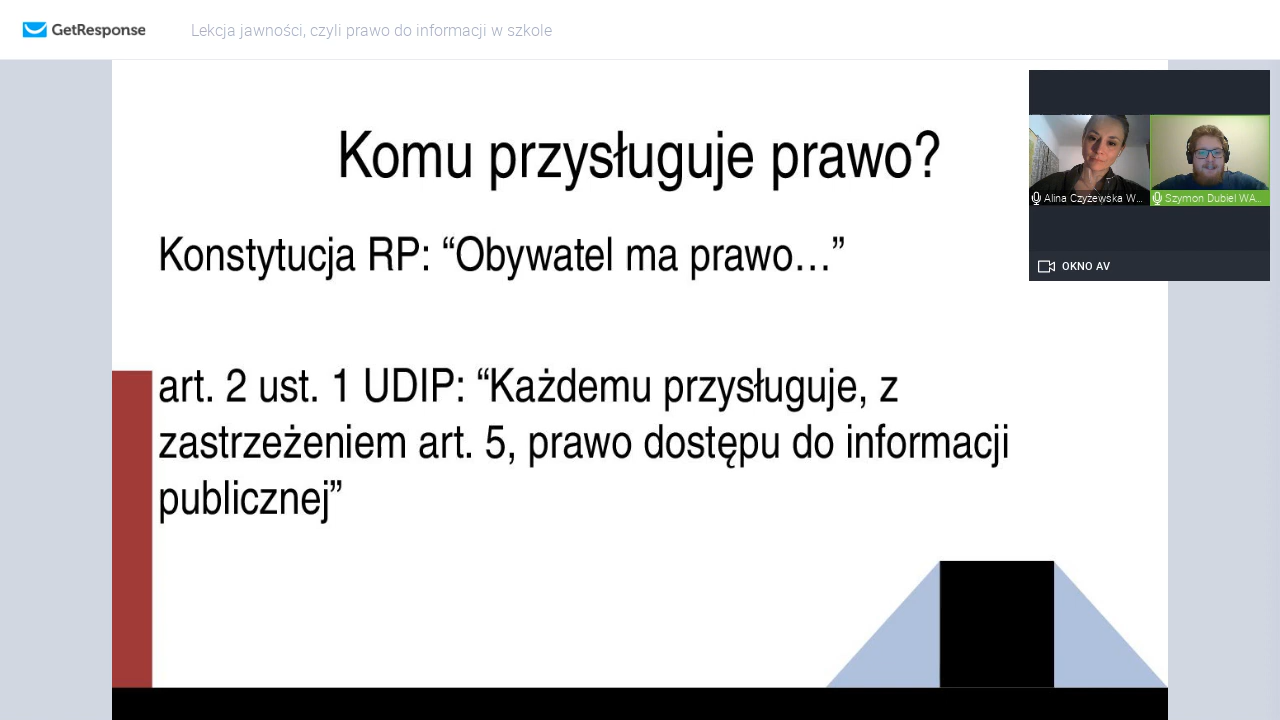 GetResponse
Lekcja jawności, czyli prawo do informacji w szkole
Komu przysługuje prawo?
Konstytucja RP: “Obywatel ma prawo…”
art. 2 ust. 1 UDIP: “Każdemu przysługuje, z
zastrzeżeniem art. 5, prawo dostępu do informacji
publicznej”
Alina Czyżewska W...
Szymon Dubiel WA...
OKNO AV